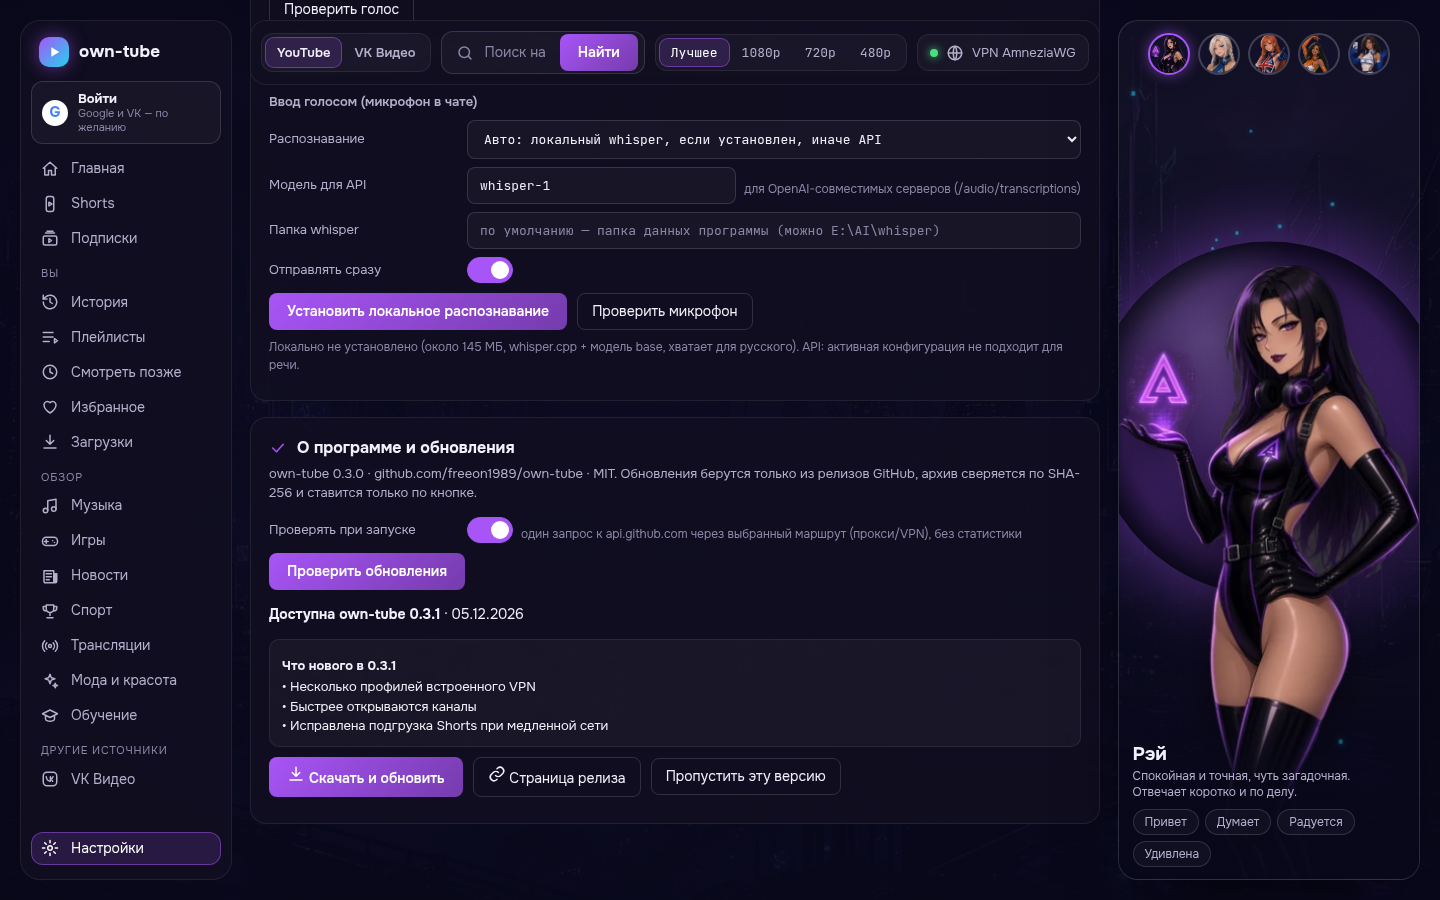 own-tube
Войти
Google и VK — по
желанию
Главная
Shorts
Подписки
ВЫ
История
Плейлисты
Смотреть позже
Избранное
Загрузки
ОБЗОР
Музыка
Игры
Новости
Спорт
Трансляции
Мода и красота
Обучение
ДРУГИЕ ИСТОЧНИКИ
VK Видео
Настройки
Проверить голос
YouTube VK Видео Поиск на Найти Лучшее 1080p 720p 480p VPN AmneziaWG
Ввод голосом (микрофон в чате)
Распознавание Авто: локальный whisper, если установлен, иначе API
Модель для API whisper-1 для OpenAI-совместимых серверов (/audio/transcriptions)
Папка whisper по умолчанию — папка данных программы (можно E:\AI\whisper)
Отправлять сразу
Установить локальное распознавание Проверить микрофон
Локально не установлено (около 145 МБ, whisper.cpp + модель base, хватает для русского). API: активная конфигурация не подходит для
речи.
О программе и обновления
own-tube 0.3.0 · github.com/freeon1989/own-tube · MIT. Обновления берутся только из релизов GitHub, архив сверяется по SHA-
256 и ставится только по кнопке.
Проверять при запуске один запрос к api.github.com через выбранный маршрут (прокси/VPN), без статистики
Проверить обновления
Доступна own-tube 0.3.1 · 05.12.2026
Что нового в 0.3.1
• Несколько профилей встроенного VPN
• Быстрее открываются каналы
• Исправлена подгрузка Shorts при медленной сети
Скачать и обновить Страница релиза Пропустить эту версию
Рэй
Спокойная и точная, чуть загадочная.
Отвечает коротко и по делу.
Привет Думает Радуется
Удивлена